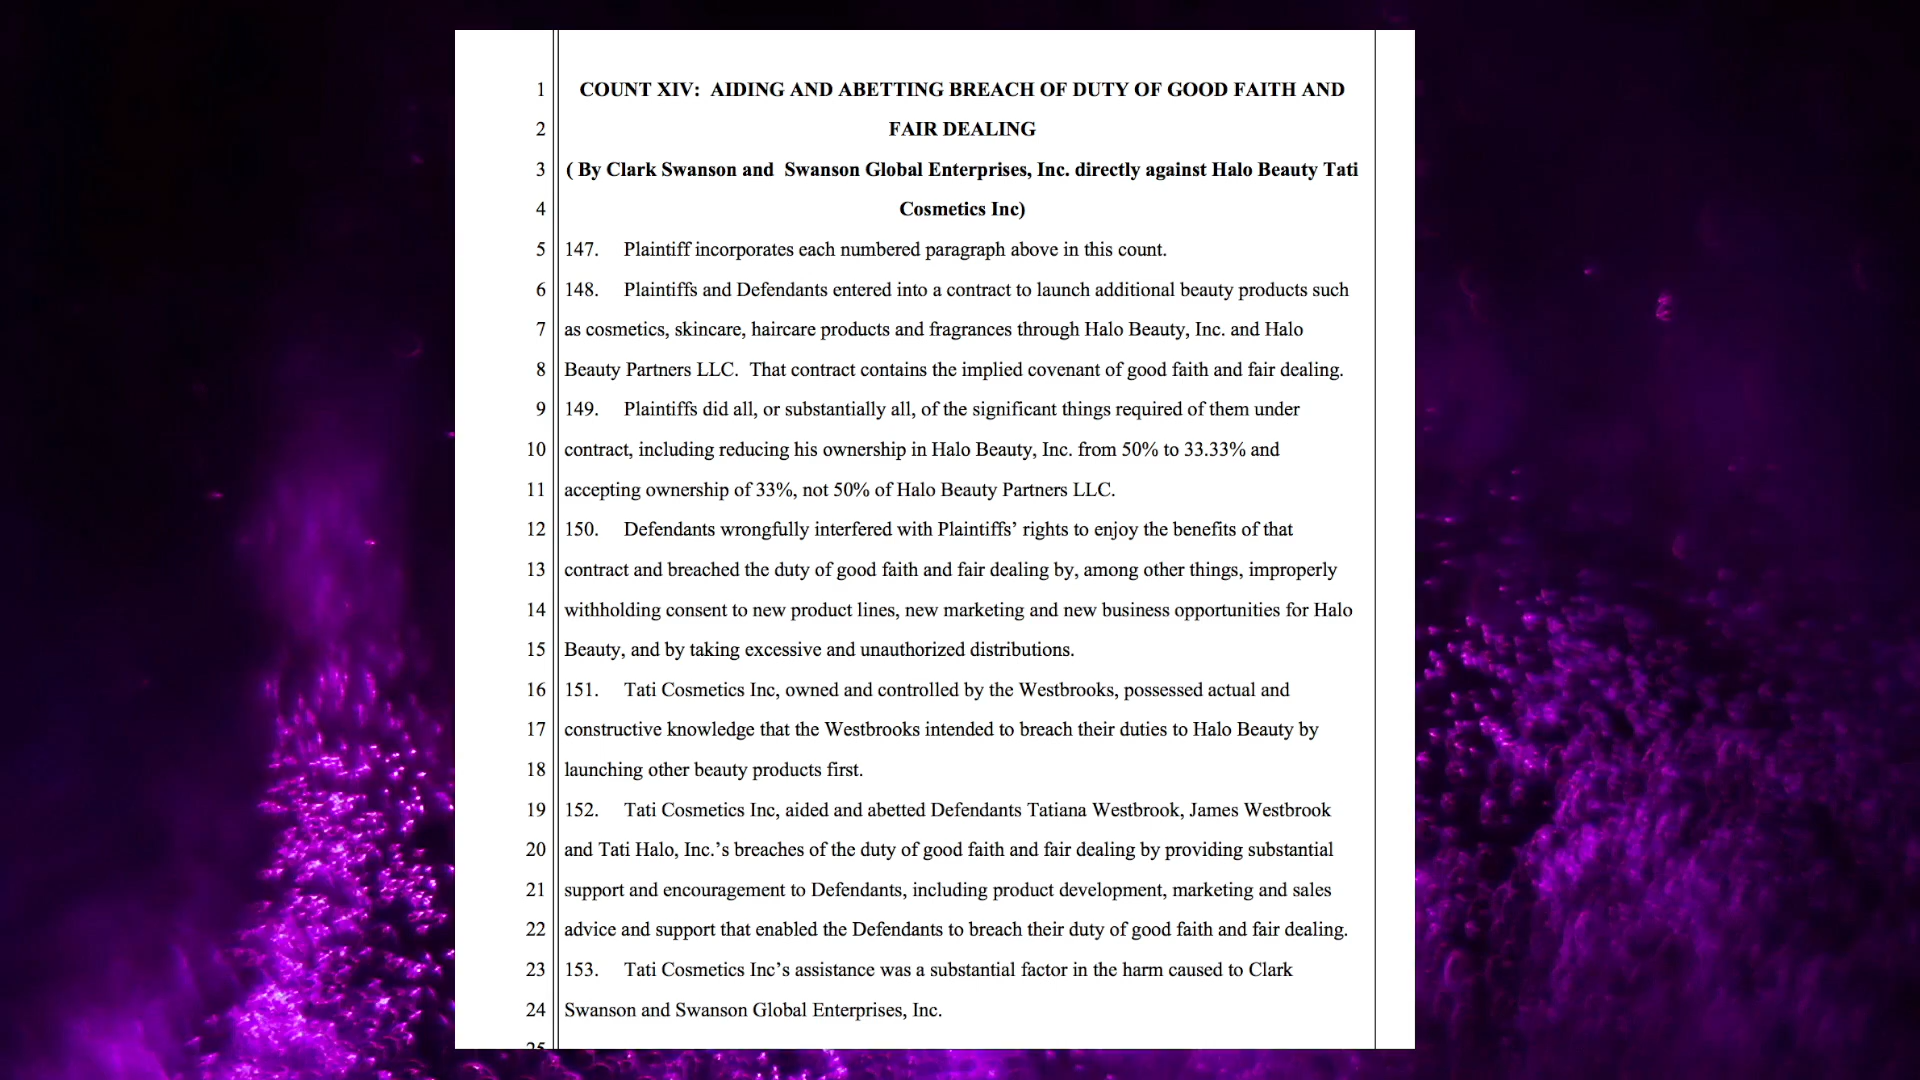 1 COUNT XIV: AIDING AND ABETTING BREACH OF DUTY OF GOOD FAITH AND
2 FAIR DEALING
3 ( By Clark Swanson and Swanson Global Enterprises, Inc. directly against Halo Beauty Tati
4 Cosmetics Inc)
5 147. Plaintiff incorporates each numbered paragraph above in this count.
6 148. Plaintiffs and Defendants entered into a contract to launch additional beauty products such
7 as cosmetics, skincare, haircare products and fragrances through Halo Beauty, Inc. and Halo
8 Beauty Partners LLC. That contract contains the implied covenant of good faith and fair dealing.
9 149. Plaintiffs did all, or substantially all, of the significant things required of them under
10 contract, including reducing his ownership in Halo Beauty, Inc. from 50% to 33.33% and
11 accepting ownership of 33%, not 50% of Halo Beauty Partners LLC.
12 150. Defendants wrongfully interfered with Plaintiffs’ rights to enjoy the benefits of that
13 contract and breached the duty of good faith and fair dealing by, among other things, improperly
14 withholding consent to new product lines, new marketing and new business opportunities for Halo
15 Beauty, and by taking excessive and unauthorized distributions.
16 151. Tati Cosmetics Inc, owned and controlled by the Westbrooks, possessed actual and
17 constructive knowledge that the Westbrooks intended to breach their duties to Halo Beauty by
18 launching other beauty products first.
19 152. Tati Cosmetics Inc, aided and abetted Defendants Tatiana Westbrook, James Westbrook
20 and Tati Halo, Inc.’s breaches of the duty of good faith and fair dealing by providing substantial
21 support and encouragement to Defendants, including product development, marketing and sales
22 advice and support that enabled the Defendants to breach their duty of good faith and fair dealing.
23 153. Tati Cosmetics Inc’s assistance was a substantial factor in the harm caused to Clark
24 Swanson and Swanson Global Enterprises, Inc.
25